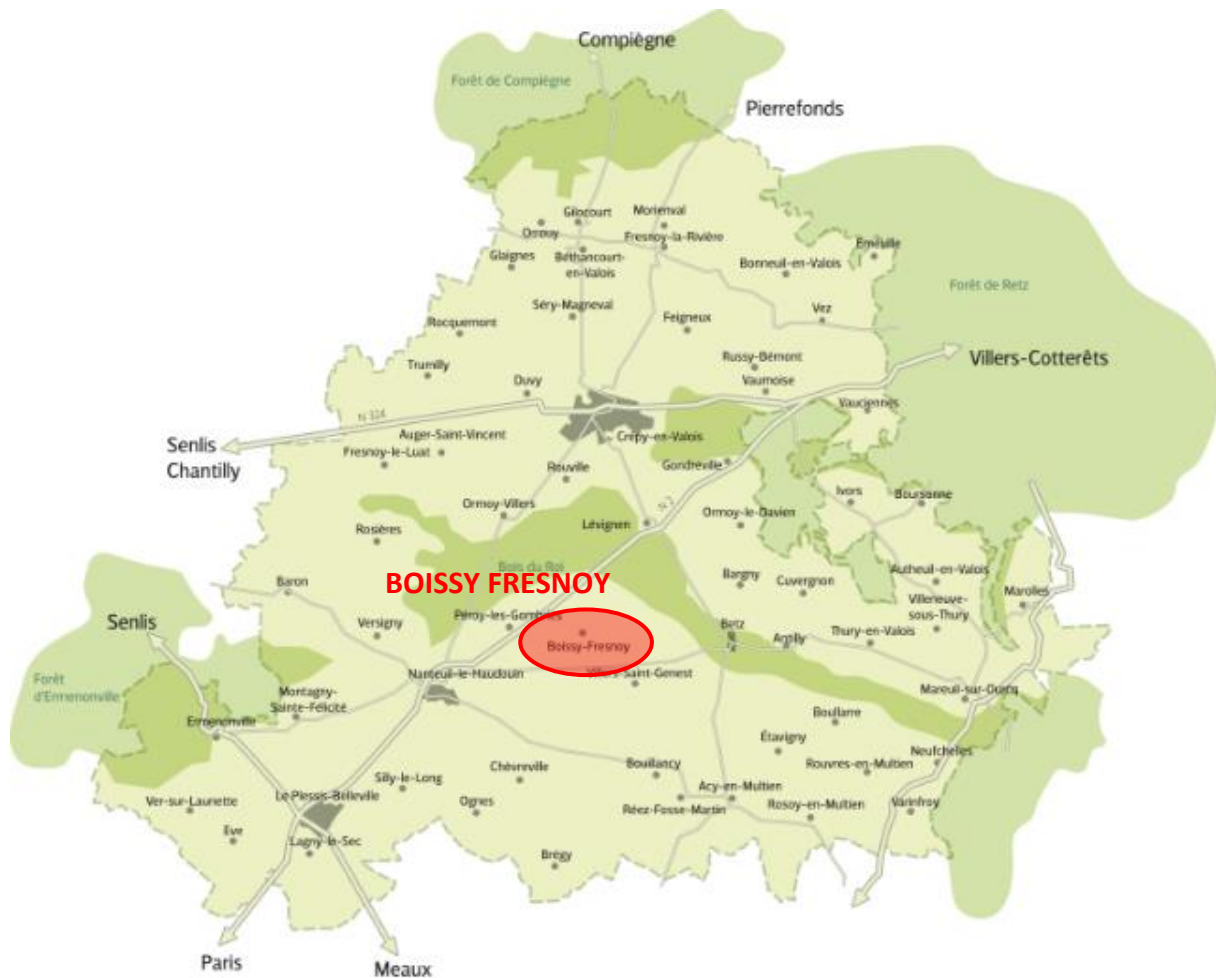 Compiègne
Forêt de Compiègne
Pierrefonds
Gilocourt
Morienval
Orrouy
Fresnoy-la-Rivière
Éméville
Glaignes
Béthancourt-
en-Valois
Bonneuil-en-Valois
Forêt de Retz
Séry-Magneval
Vez
Rocquemont
Feigneux
Trumilly
Russy-Bémont
Villers-Cotterêts
Duvy
Vaumoise
N 324
Vauciennes
Senlis
Chantilly
Auger-Saint-Vincent
Crépy-en-Valois
Fresnoy-le-Luat
Rouville
Gondreville
Ormoy-Villers
N 2
Ivors
Boursonne
Lévignen
Ormoy-le-Davien
Rosières
Bois du Roi
BOISSY FRESNOY
Baron
Bargny
Cuvergnon
Autheuil-en-Valois
Villeneuve-
sous-Thury
Marolles
Senlis
Versigny
Péroy-les-Gombries
Boissy-Fresnoy
Betz
Antilly
Thury-en-Valois
Nanteuil-le-Haudouin
Villers-Saint-Genest
Forêt
d'Ermenonville
Montagny-
Sainte-Félicité
Mareuil-sur-Ourcq
Ermenonville
Boullarre
Étavigny
Neufchelles
Rouvres-en-Multien
Chèvreville
Bouillancy
Silly-le-Long
Acy-en-Multien
Ver-sur-Launette
Le Plessis-Belleville
Ognes
Réez-Fosse-Martin
Rosoy-en-Multien
Varinfroy
Eve
Lagny-le-Sec
Brégy
Paris
Meaux